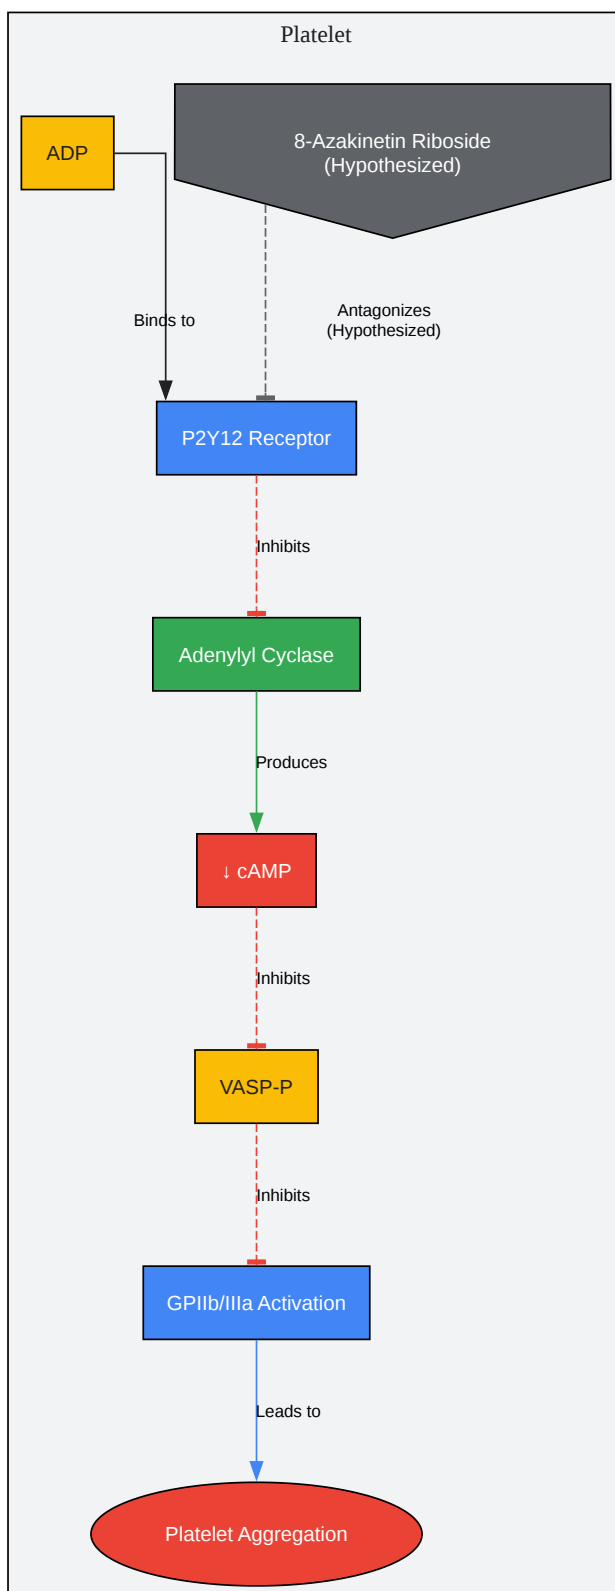 Platelet
ADP
8-Azakinetin Riboside
(Hypothesized)
Binds to
Antagonizes
(Hypothesized)
P2Y12 Receptor
Inhibits
Adenylyl Cyclase
Produces
↓ cAMP
Inhibits
VASP-P
Inhibits
GPIIb/IIIa Activation
Leads to
Platelet Aggregation